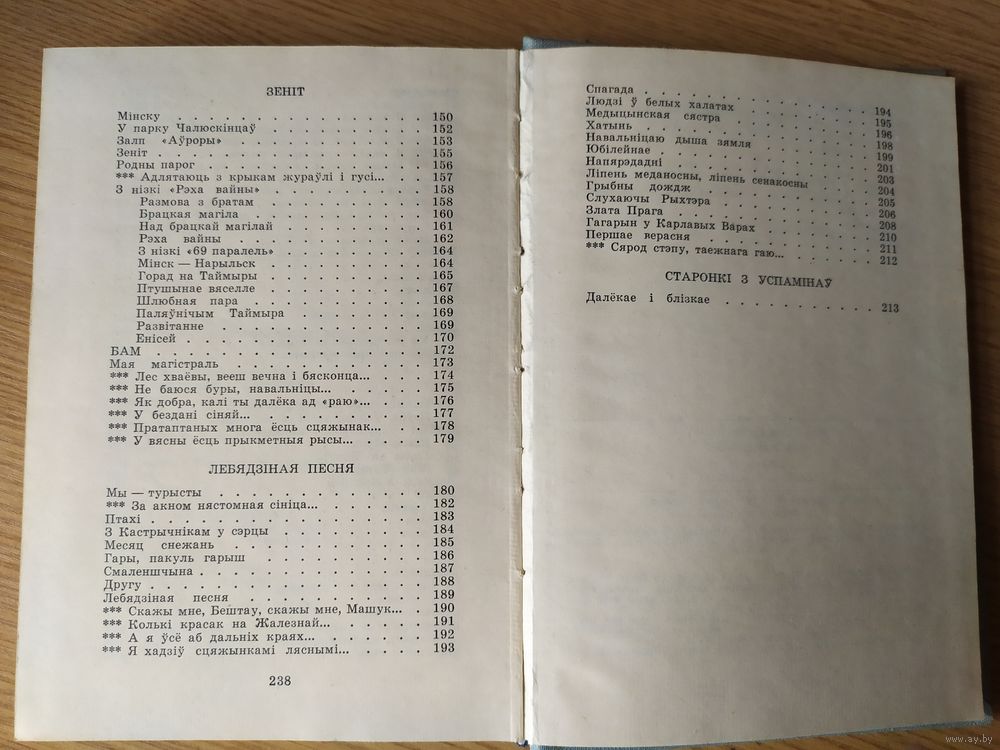 ЗЕНІТ
Мінску . . . . . . . . . . . . 150
У парку Чалюскінцаў . . . . . . . . . 152
Залп «Аўроры» . . . . . . . . . . . 153
Зеніт . . . . . . . . . . . . . 155
Родны парог . . . . . . . . . . . 156
*** Адлятаюць з крыкам жураўлі і гусі... . . 157
З нізкі «Рэха вайны» . . . . . . . . . 158
Размова з братам . . . . . . . . . 158
Брацкая магіла . . . . . . . . . . 160
Над брацкай магілай . . . . . . . . 161
Рэха вайны . . . . . . . . . . 162
З нізкі «69 паралель» . . . . . . . . 164
Мінск — Нарыльск . . . . . . . . . 164
Горад на Таймыры . . . . . . . . . 165
Птушынае вяселле . . . . . . . . . 167
Шлюбная пара . . . . . . . . . . 168
Паляўнічым Таймыра . . . . . . . . 169
Развітанне . . . . . . . . . . . 169
Енісей . . . . . . . . . . . . 170
БАМ . . . . . . . . . . . . . 172
Мая магістраль . . . . . . . . . . 173
*** Лес хваёвы, вееш вечна і бясконца... . . . 174
*** Не баюся буры, навальніцы... . . . . . 175
*** Як добра, калі ты далёка ад «раю»... . . . 176
*** У бездані сіняй... . . . . . . . . . 177
*** Пратаптаных многа ёсць сцяжынак... . . 178
*** У вясны ёсць прыкметныя рысы... . . . . 179
ЛЕБЯДЗІНАЯ ПЕСНЯ
Мы — турысты . . . . . . . . . . . 180
*** За акном нястомная сініца... . . . . . 182
Птахі . . . . . . . . . . . . . 183
З Кастрычнікам у сэрцы . . . . . . . . 184
Месяц снежань . . . . . . . . . . 185
Гары, пакуль гарыш . . . . . . . . . 186
Смаленшчына . . . . . . . . . . . 187
Другу . . . . . . . . . . . . . 188
Лебядзіная песня . . . . . . . . . . 189
*** Скажы мне, Бештау, скажы мне, Машук... . 190
*** Колькі красак на Жалезнай... . . . . . 191
*** А я ўсё аб дальніх краях... . . . . . . 192
*** Я хадзіў сцяжынкамі ляснымі... . . . . 193
238
Спагада . . . . . . . . . . . . 194
Людзі ў белых халатах . . . . . . . . 195
Медыцынская сястра . . . . . . . . . 196
Хатынь . . . . . . . . . . . . 198
Навальніцаю дыша зямля . . . . . . . 199
Юбілейнае . . . . . . . . . . . . 201
Напярэдадні . . . . . . . . . . . 203
Ліпень меданосны, ліпень сенакосны . . . . 204
Грыбны дождж . . . . . . . . . . . 205
Слухаючы Рыхтэра . . . . . . . . . 206
Злата Прага . . . . . . . . . . . 208
Гагарын у Карлавых Варах . . . . . . . 210
Першае верасня . . . . . . . . . . 211
*** Сярод стэпу, таежнага гаю... . . . . . 212
СТАРОНКІ З УСПАМІНАЎ
Далёкае і блізкае . . . . . . . . . . 213
www.ay.by